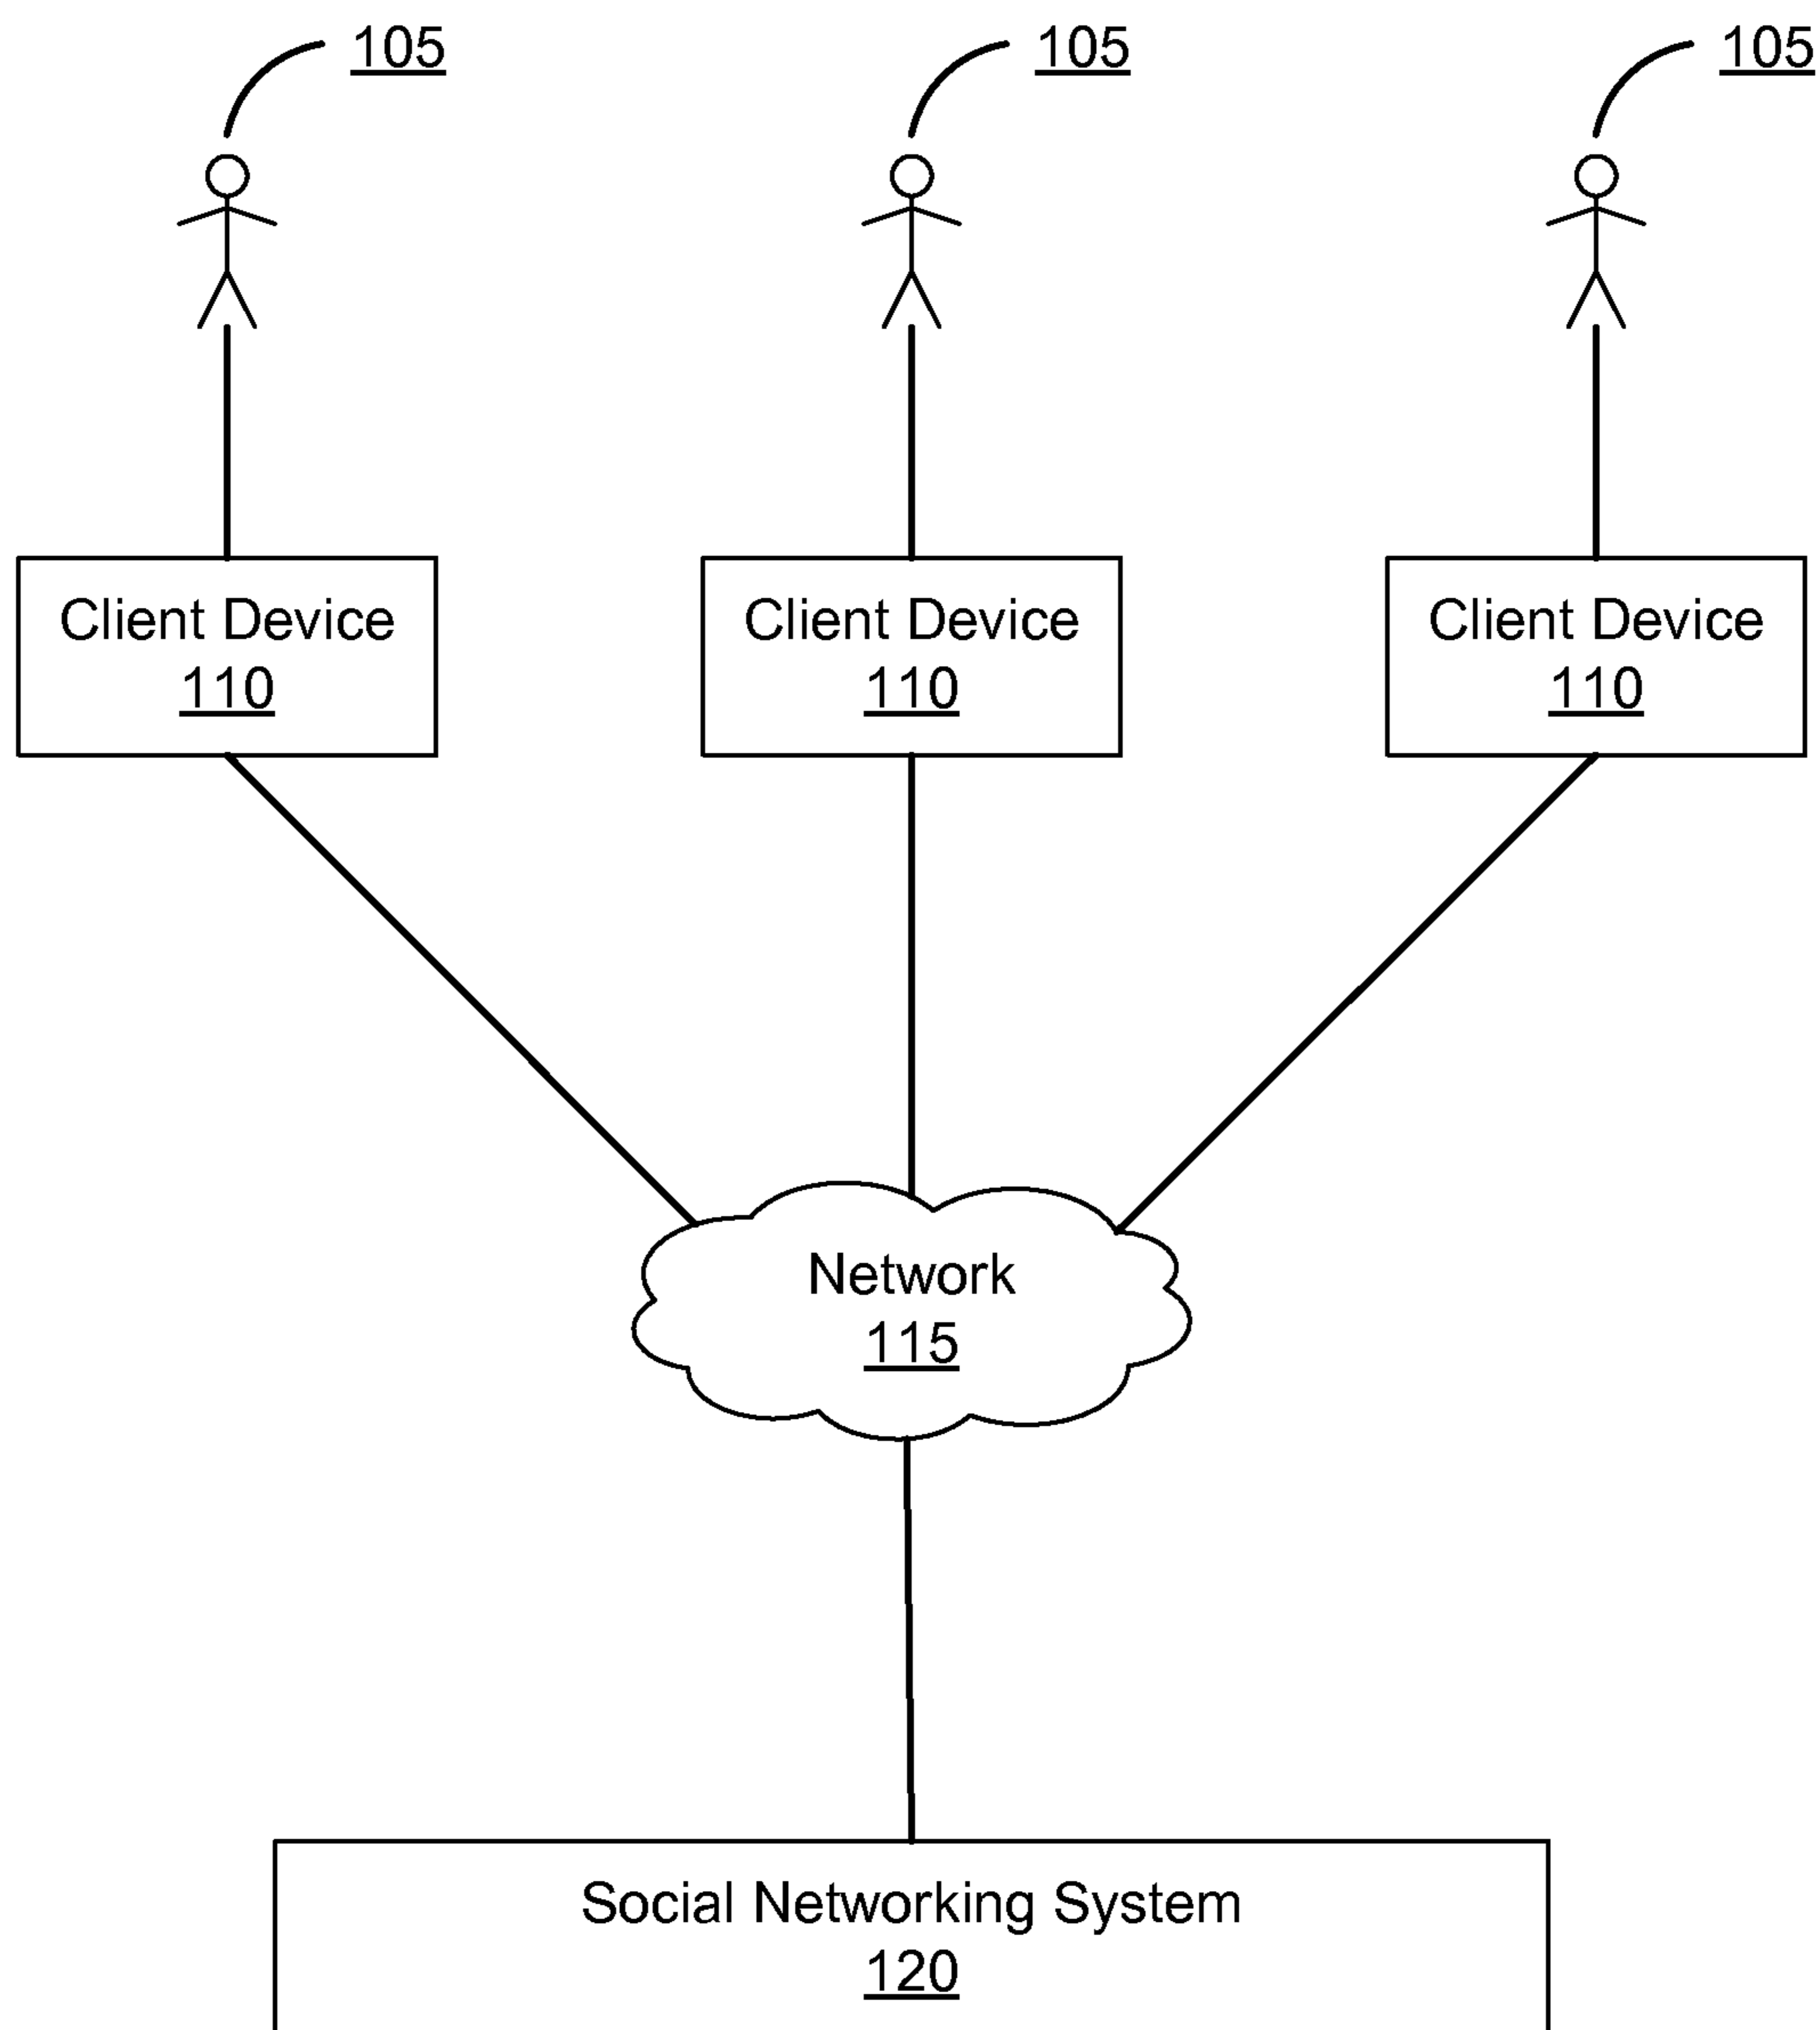 105 105 105
Client Device Client Device Client Device
110 110 110
Network
115
Social Networking System
120